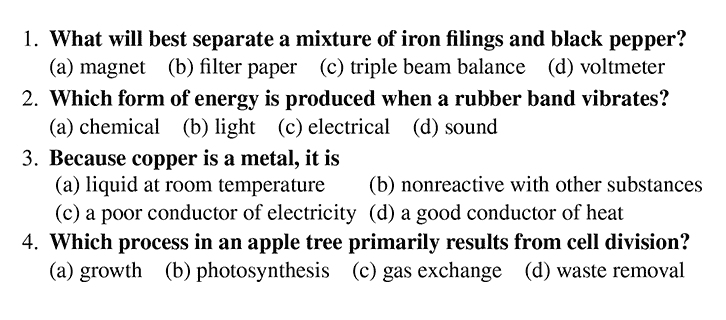 1. What will best separate a mixture of iron filings and black pepper?
(a) magnet (b) filter paper (c) triple beam balance (d) voltmeter
2. Which form of energy is produced when a rubber band vibrates?
(a) chemical (b) light (c) electrical (d) sound
3. Because copper is a metal, it is
(a) liquid at room temperature (b) nonreactive with other substances
(c) a poor conductor of electricity (d) a good conductor of heat
4. Which process in an apple tree primarily results from cell division?
(a) growth (b) photosynthesis (c) gas exchange (d) waste removal